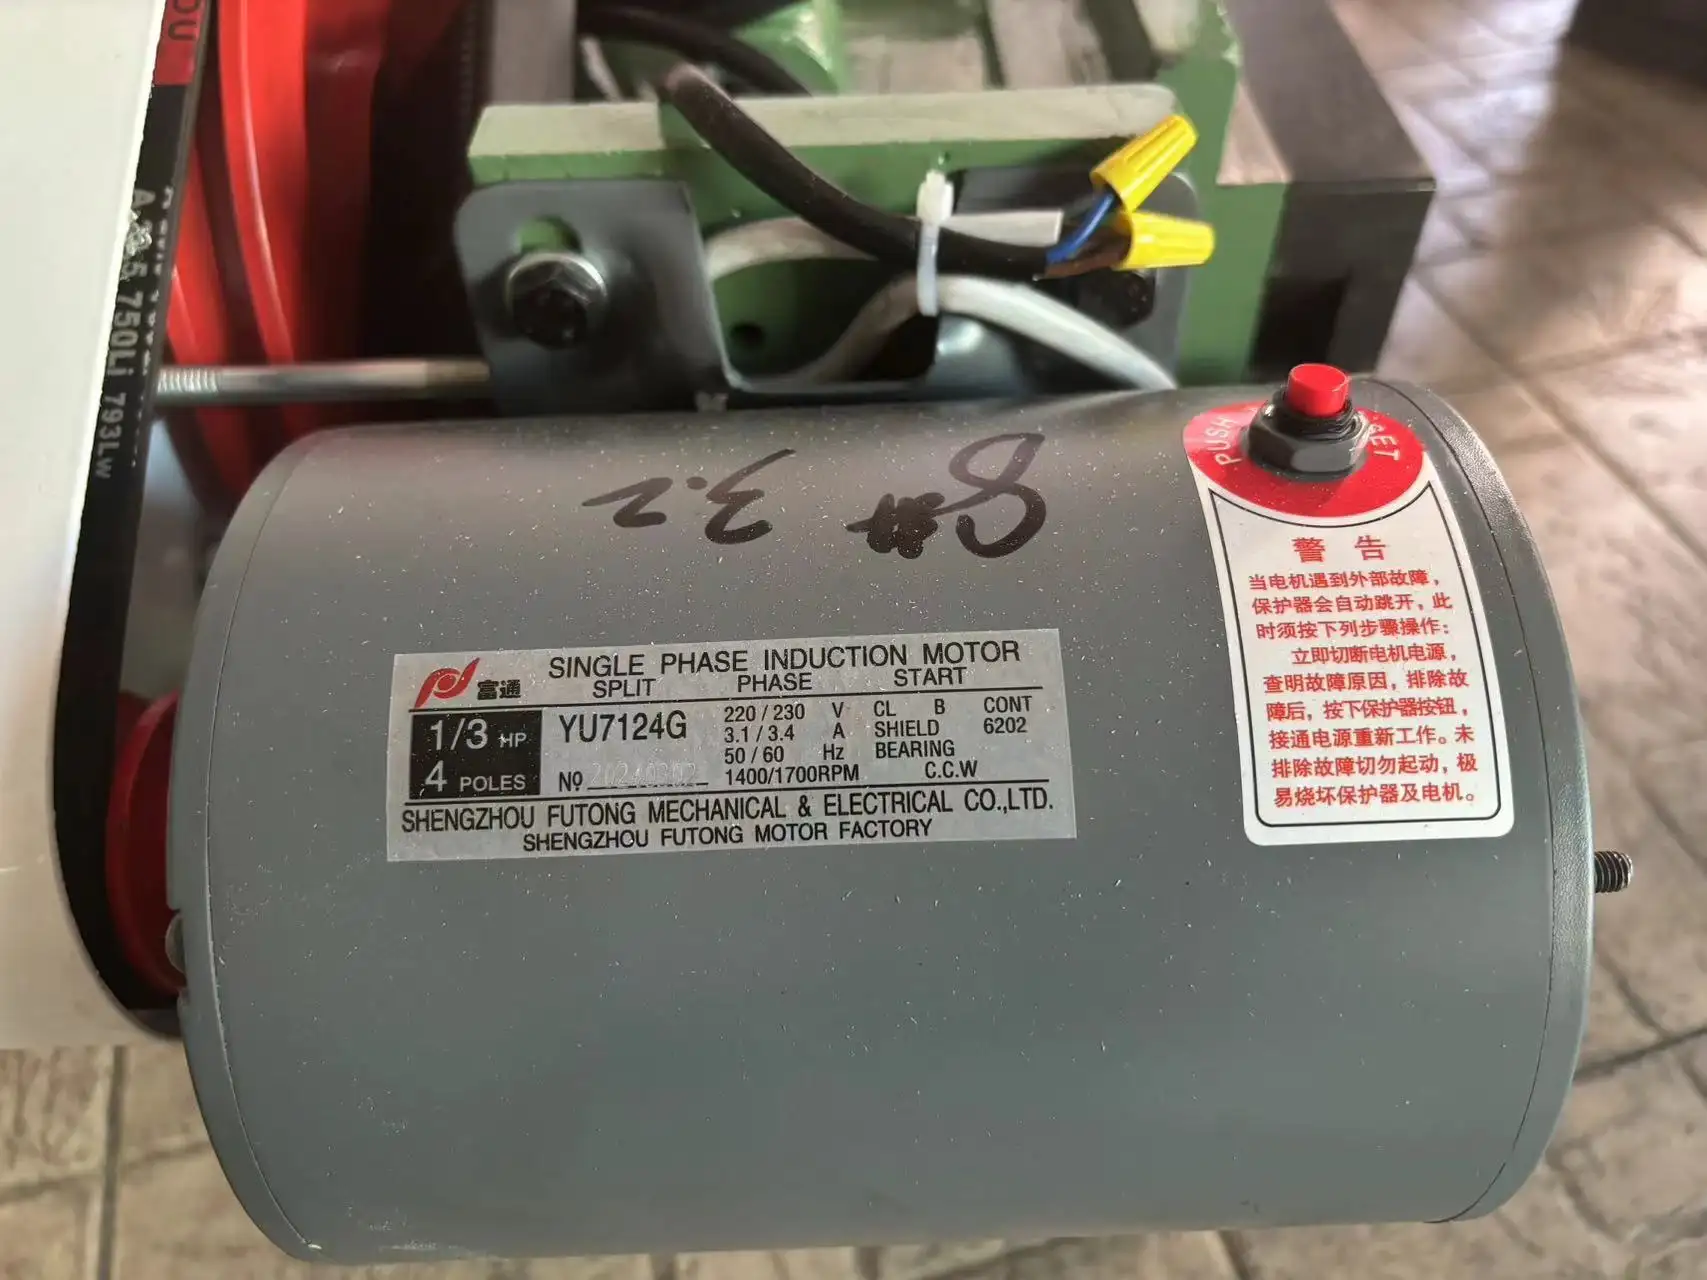 OU
A
750Li 793Lw
8# 3.2
PUSH
警 告
当电机遇到外部故障，
保护器会自动跳开，此
时须按下列步骤操作：
立即切断电机电源，
查明故障原因，排除故
障后，按下保护器按钮，
接通电源重新工作。未
排除故障切勿起动，极
易烧坏保护器及电机。
富通
SINGLE PHASE INDUCTION MOTOR
SPLIT PHASE START
1/3 HP
4 POLES
YU7124G
№ 20240302
220/230 V
3.1/3.4 A
50/60 Hz
1400/1700RPM
CL B CONT
SHIELD 6202
BEARING
C.C.W
SHENGZHOU FUTONG MECHANICAL & ELECTRICAL CO.,LTD.
SHENGZHOU FUTONG MOTOR FACTORY